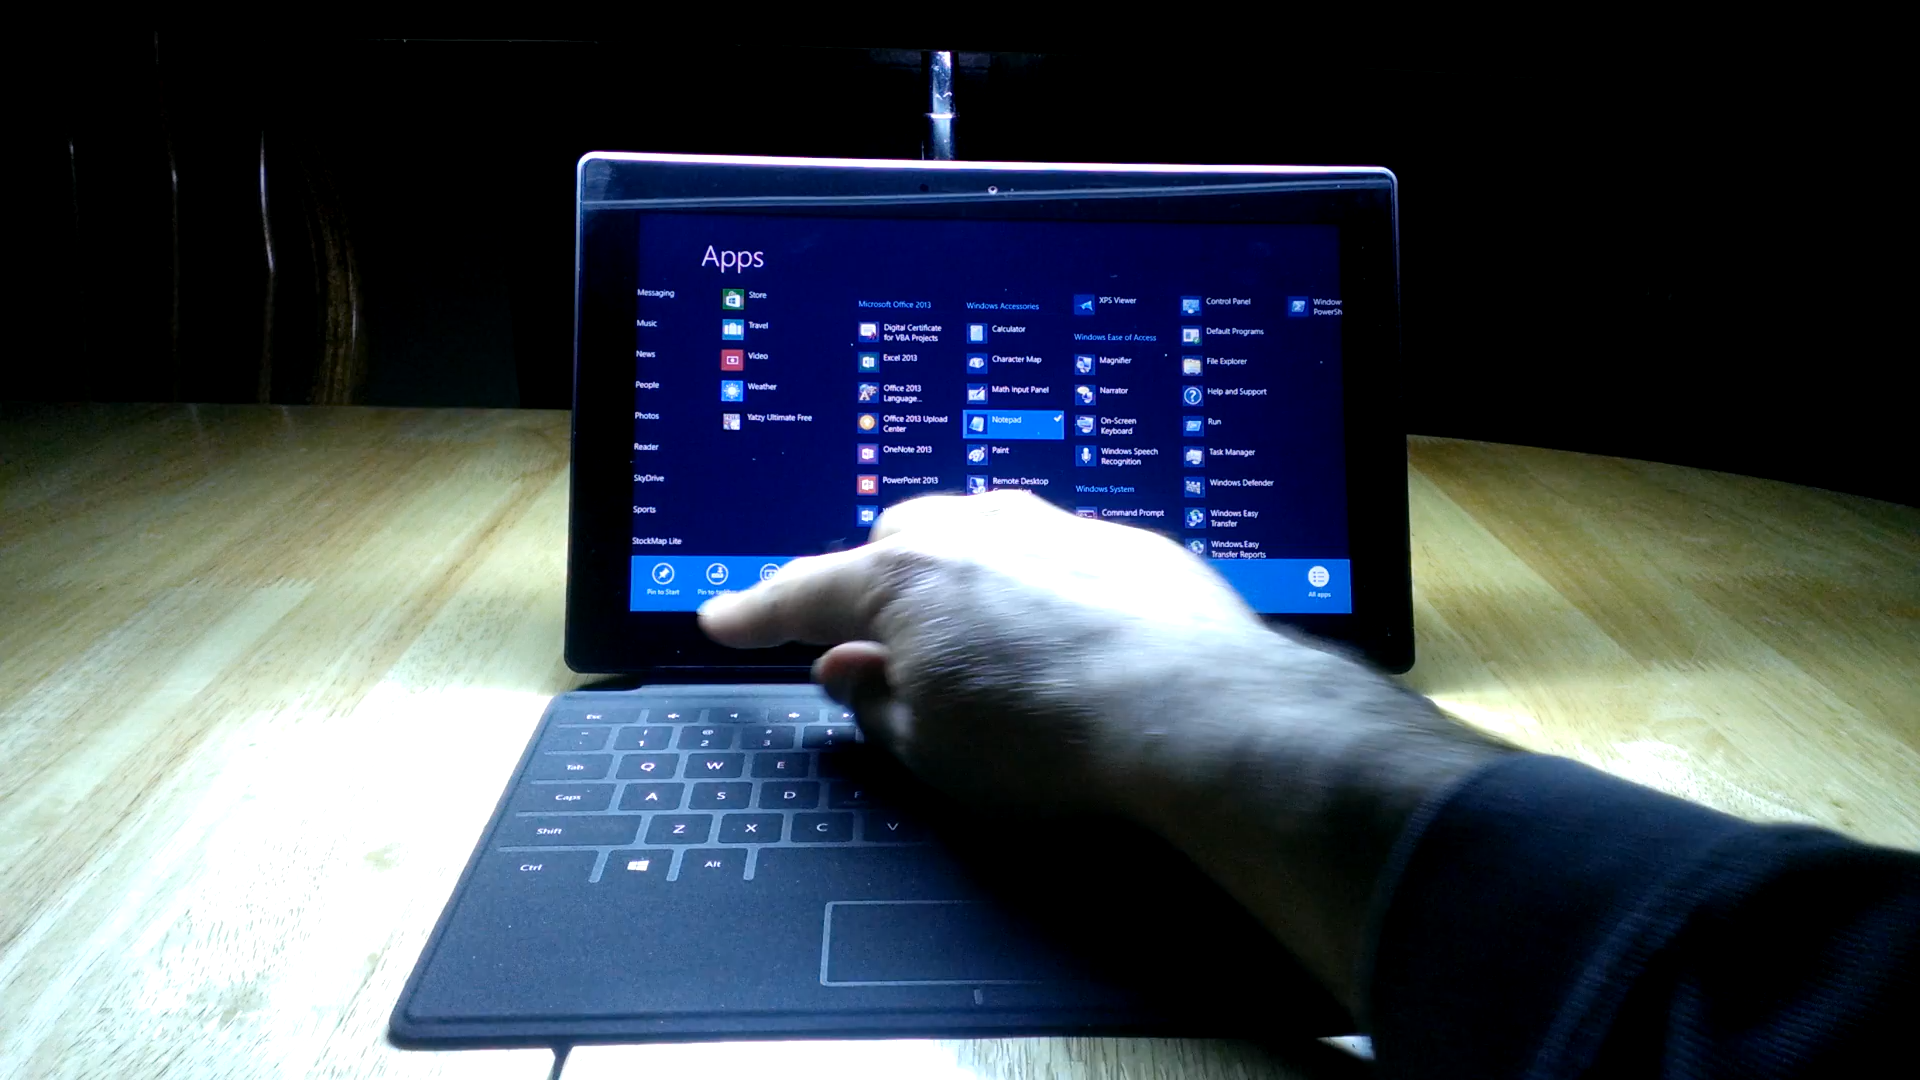 Apps
Messaging
Music
News
People
Photos
Reader
SkyDrive
Sports
StockMap Lite
Store
Travel
Video
Weather
Yatzy Ultimate Free
Microsoft Office 2013
Digital Certificate
for VBA Projects
Excel 2013
Office 2013
Language...
Office 2013 Upload
Center
OneNote 2013
PowerPoint 2013
Windows Accessories
Calculator
Character Map
Math Input Panel
Notepad
Paint
Remote Desktop
XPS Viewer
Windows Ease of Access
Magnifier
Narrator
On-Screen
Keyboard
Windows Speech
Recognition
Windows System
Command Prompt
Control Panel
Default Programs
File Explorer
Help and Support
Run
Task Manager
Windows Defender
Windows Easy
Transfer
Windows Easy
Transfer Reports
Window
PowerSh
Pin to Start
Pin to
All apps
Esc
1 2 3 4
Tab Q W E
Caps A S D F
Shift Z X C V
Ctrl Alt